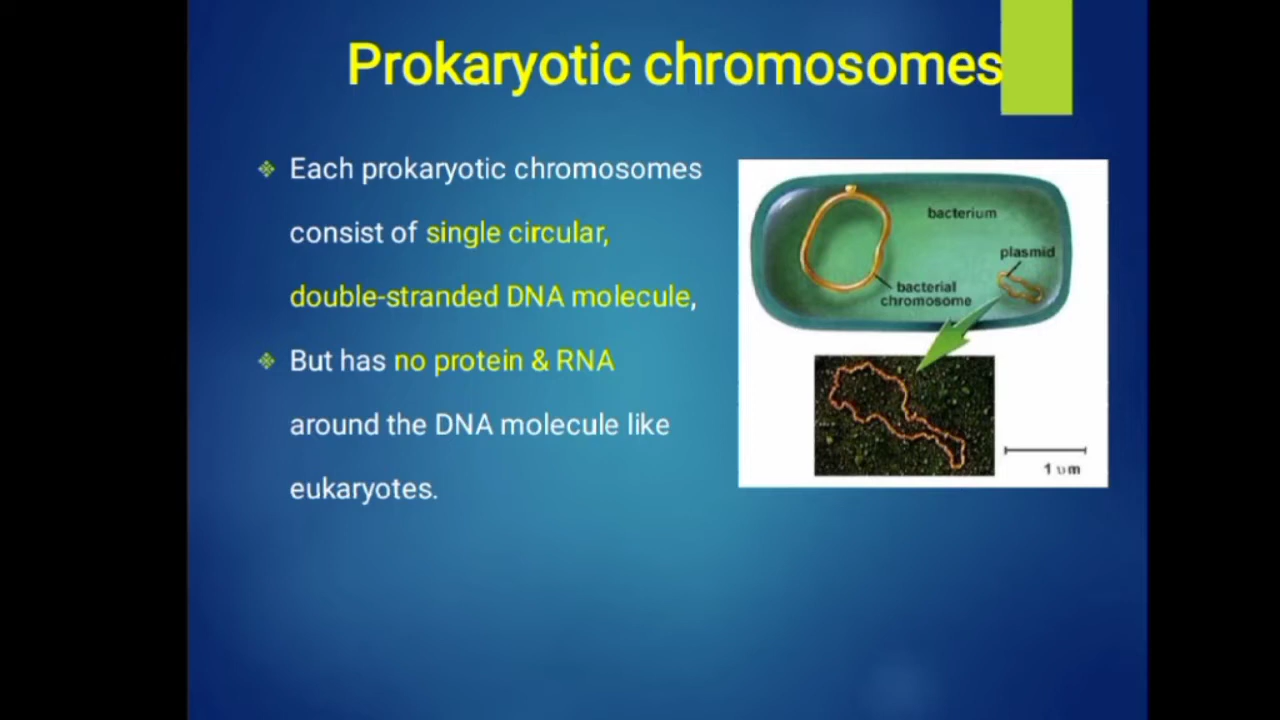 Prokaryotic chromosomes
Each prokaryotic chromosomes
consist of single circular,
double-stranded DNA molecule,
But has no protein & RNA
around the DNA molecule like
eukaryotes.
bacterium
plasmid
bacterial
chromosome
1 υm